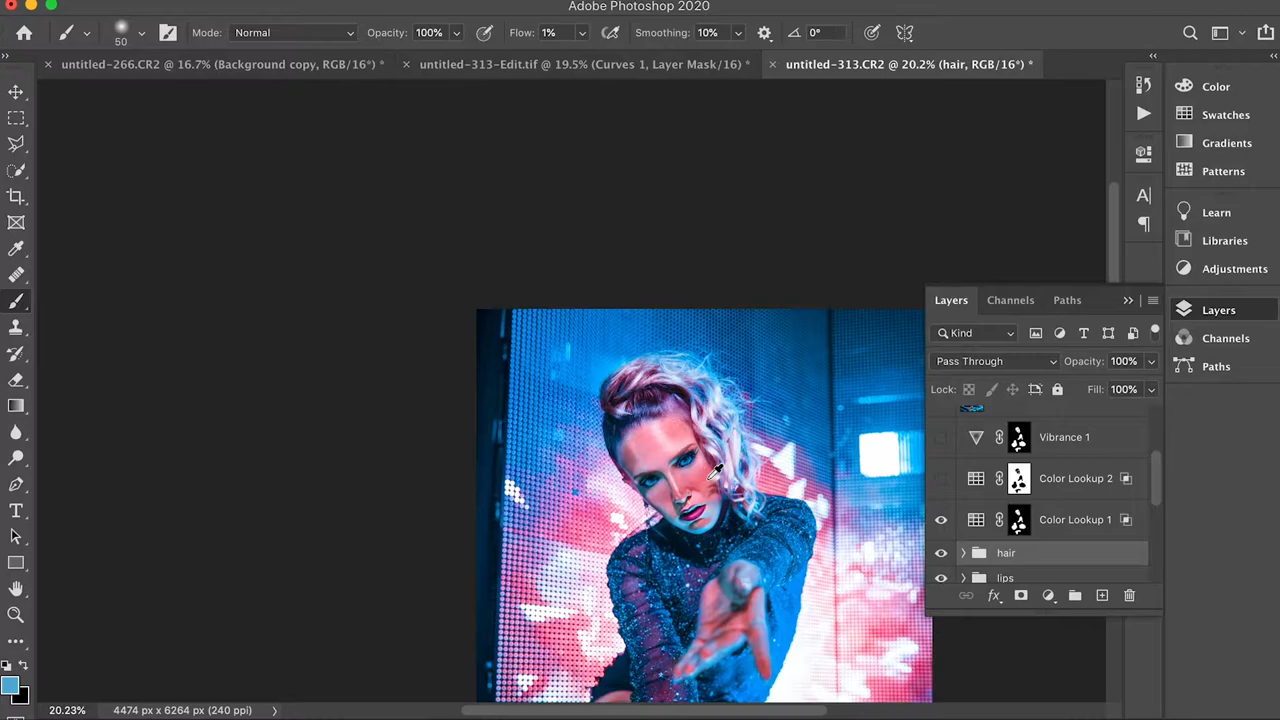 Adobe Photoshop 2020
50
Mode: Normal
Opacity: 100%
Flow: 1%
Smoothing: 10%
0°
untitled-266.CR2 @ 16.7% (Background copy, RGB/16*) *
untitled-313-Edit.tif @ 19.5% (Curves 1, Layer Mask/16) *
untitled-313.CR2 @ 20.2% (hair, RGB/16*) *
Color
Swatches
Gradients
Patterns
Learn
Libraries
Adjustments
Layers
Channels
Paths
Layers Channels Paths
Kind
Pass Through
Opacity: 100%
Lock:
Fill: 100%
Vibrance 1
Color Lookup 2
Color Lookup 1
hair
lips
fx
20.23%
4474 px x 6264 px (240 ppi)